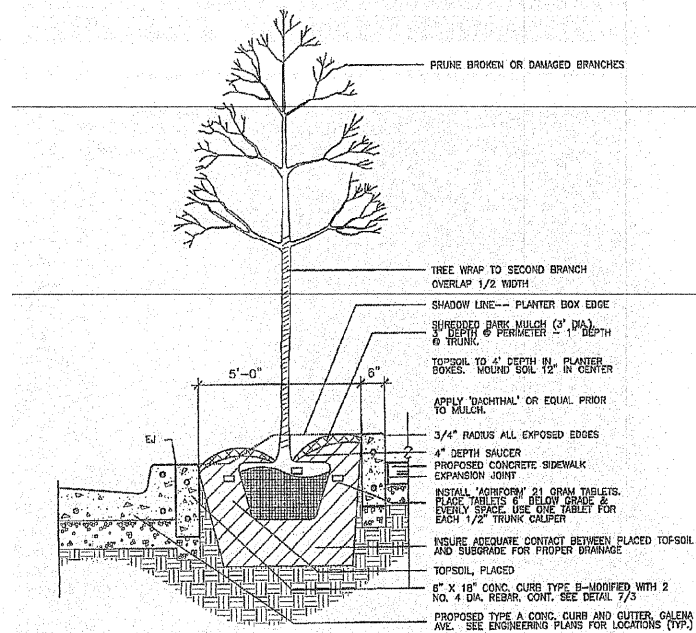 PRUNE BROKEN OR DAMAGED BRANCHES
TREE WRAP TO SECOND BRANCH
OVERLAP 1/2 WIDTH
SHADOW LINE-- PLANTER BOX EDGE
SHREDDED BARK MULCH (3' DIA.)
3" DEPTH @ PERIMETER - 1" DEPTH
@ TRUNK.
5'-0"
6"
TOPSOIL TO 4' DEPTH IN PLANTER
BOXES. MOUND SOIL 12" IN CENTER
APPLY 'DACHTHAL' OR EQUAL PRIOR
TO MULCH.
3/4" RADIUS ALL EXPOSED EDGES
EJ
4" DEPTH SAUCER
PROPOSED CONCRETE SIDEWALK
EXPANSION JOINT
INSTALL 'AGRIFORM' 21 GRAM TABLETS.
PLACE TABLETS 6" BELOW GRADE &
EVENLY SPACE. USE ONE TABLET FOR
EACH 1/2" TRUNK CALIPER
INSURE ADEQUATE CONTACT BETWEEN PLACED TOPSOIL
AND SUBGRADE FOR PROPER DRAINAGE
TOPSOIL, PLACED
6" X 18" CONC. CURB TYPE B-MODIFIED WITH 2
NO. 4 DIA. REBAR, CONT. SEE DETAIL 7/3
PROPOSED TYPE A CONC. CURB AND GUTTER, GALENA
AVE. SEE ENGINEERING PLANS FOR LOCATIONS (TYP.)